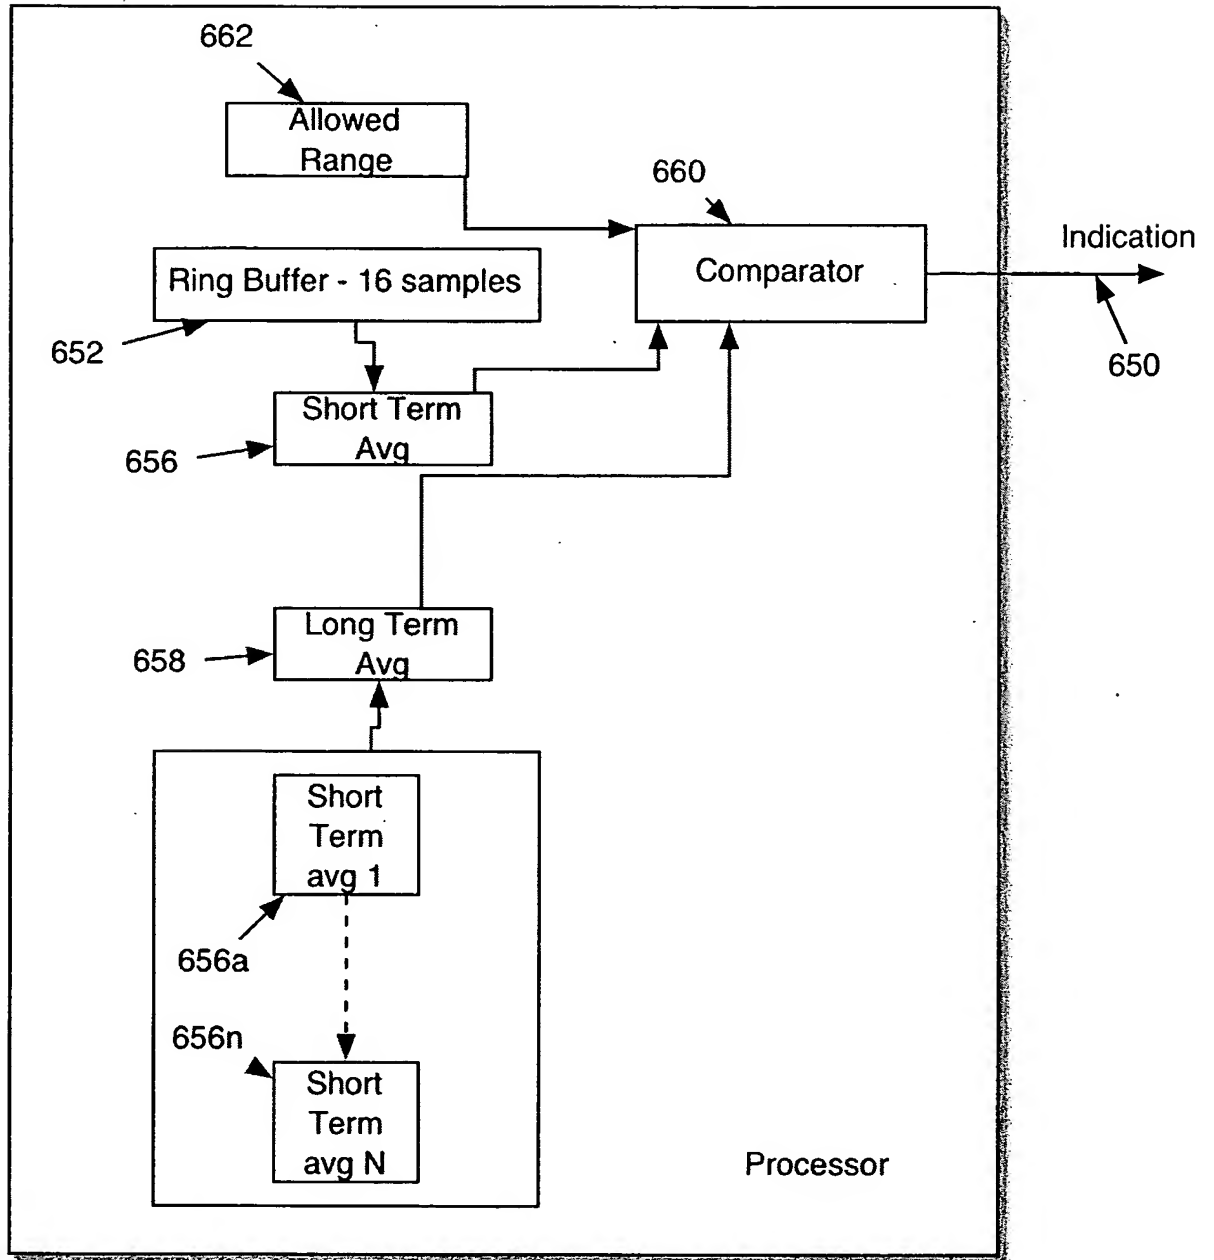 662
Allowed
Range
660
Comparator
Indication
650
Ring Buffer - 16 samples
652
Short Term
Avg
656
Long Term
Avg
658
Short
Term
avg 1
656a
656n
Short
Term
avg N
Processor